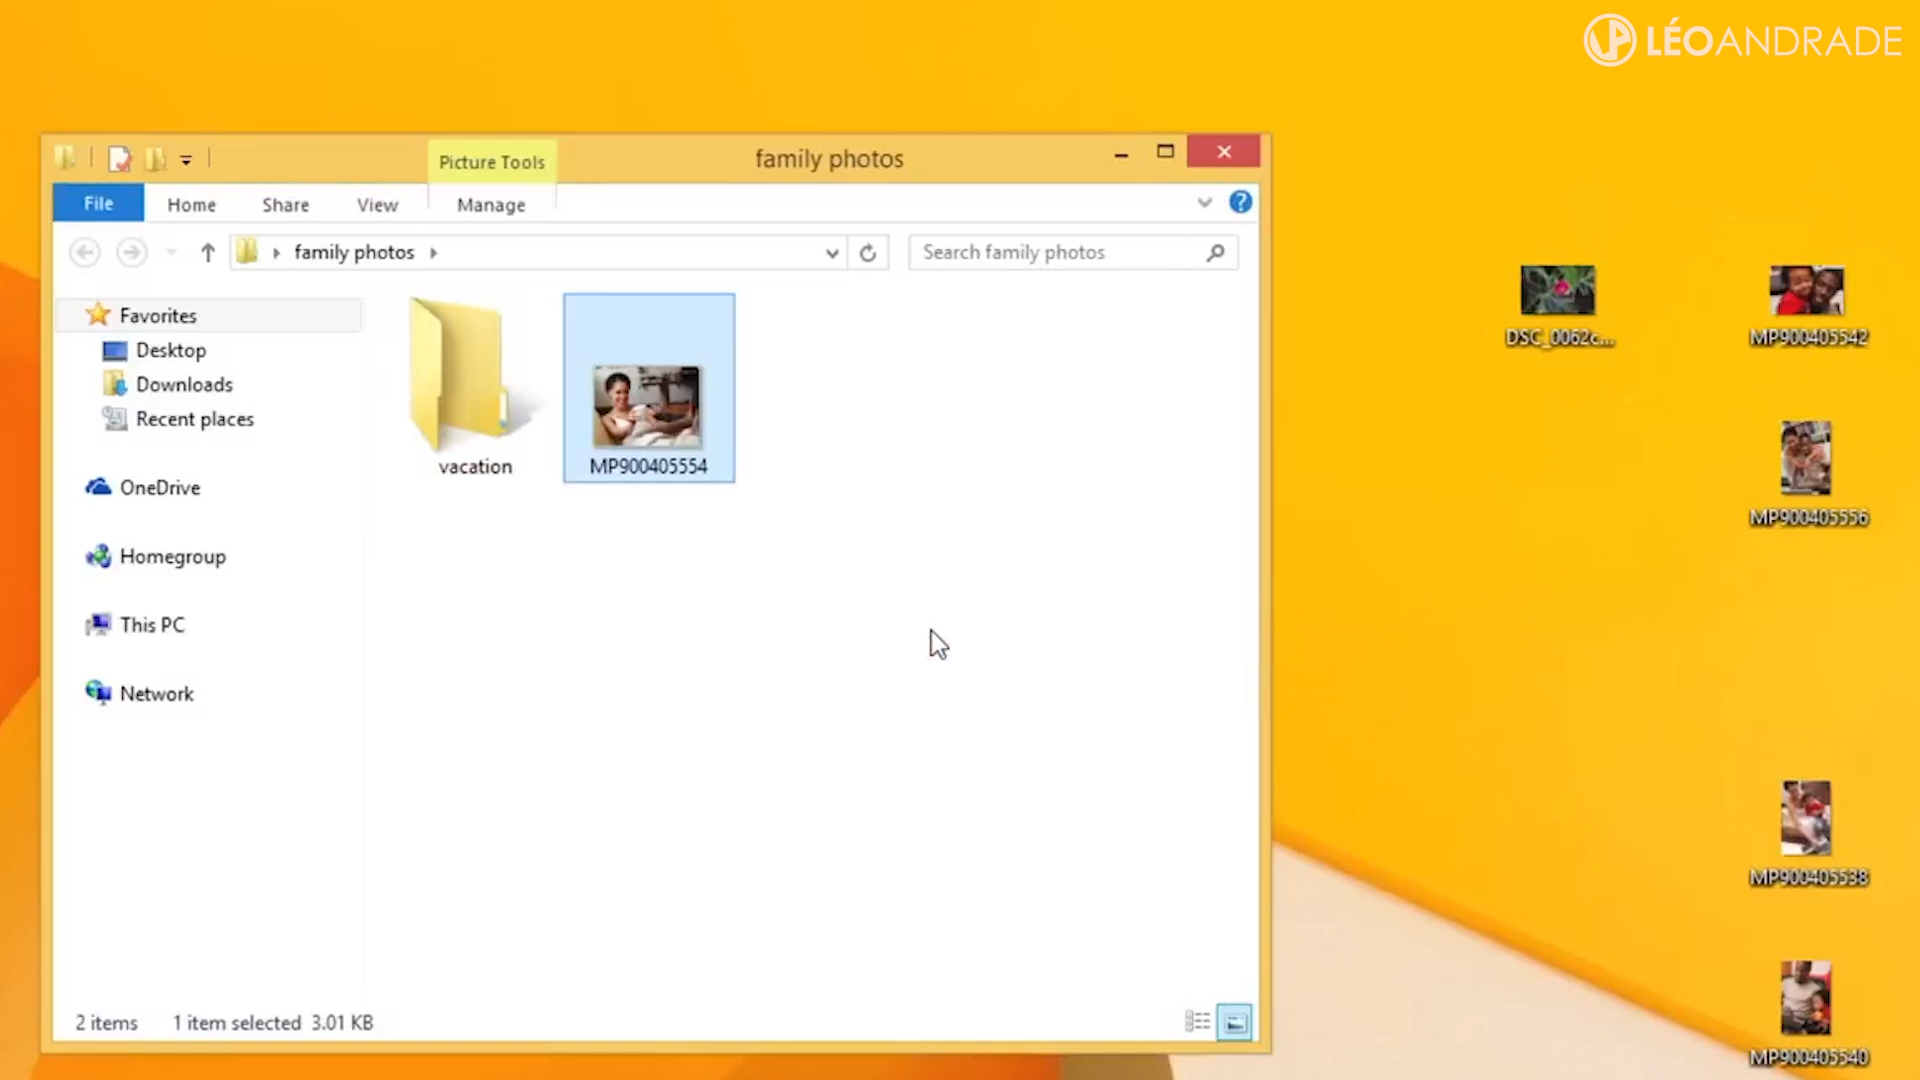 LÉOANDRADE
Picture Tools
family photos
File
Home
Share
View
Manage
family photos
Search family photos
Favorites
Desktop
Downloads
Recent places
OneDrive
Homegroup
This PC
Network
vacation
MP900405554
DSC_0062c...
MP900405542
MP900405556
MP900405538
MP900405540
2 items
1 item selected 3.01 KB